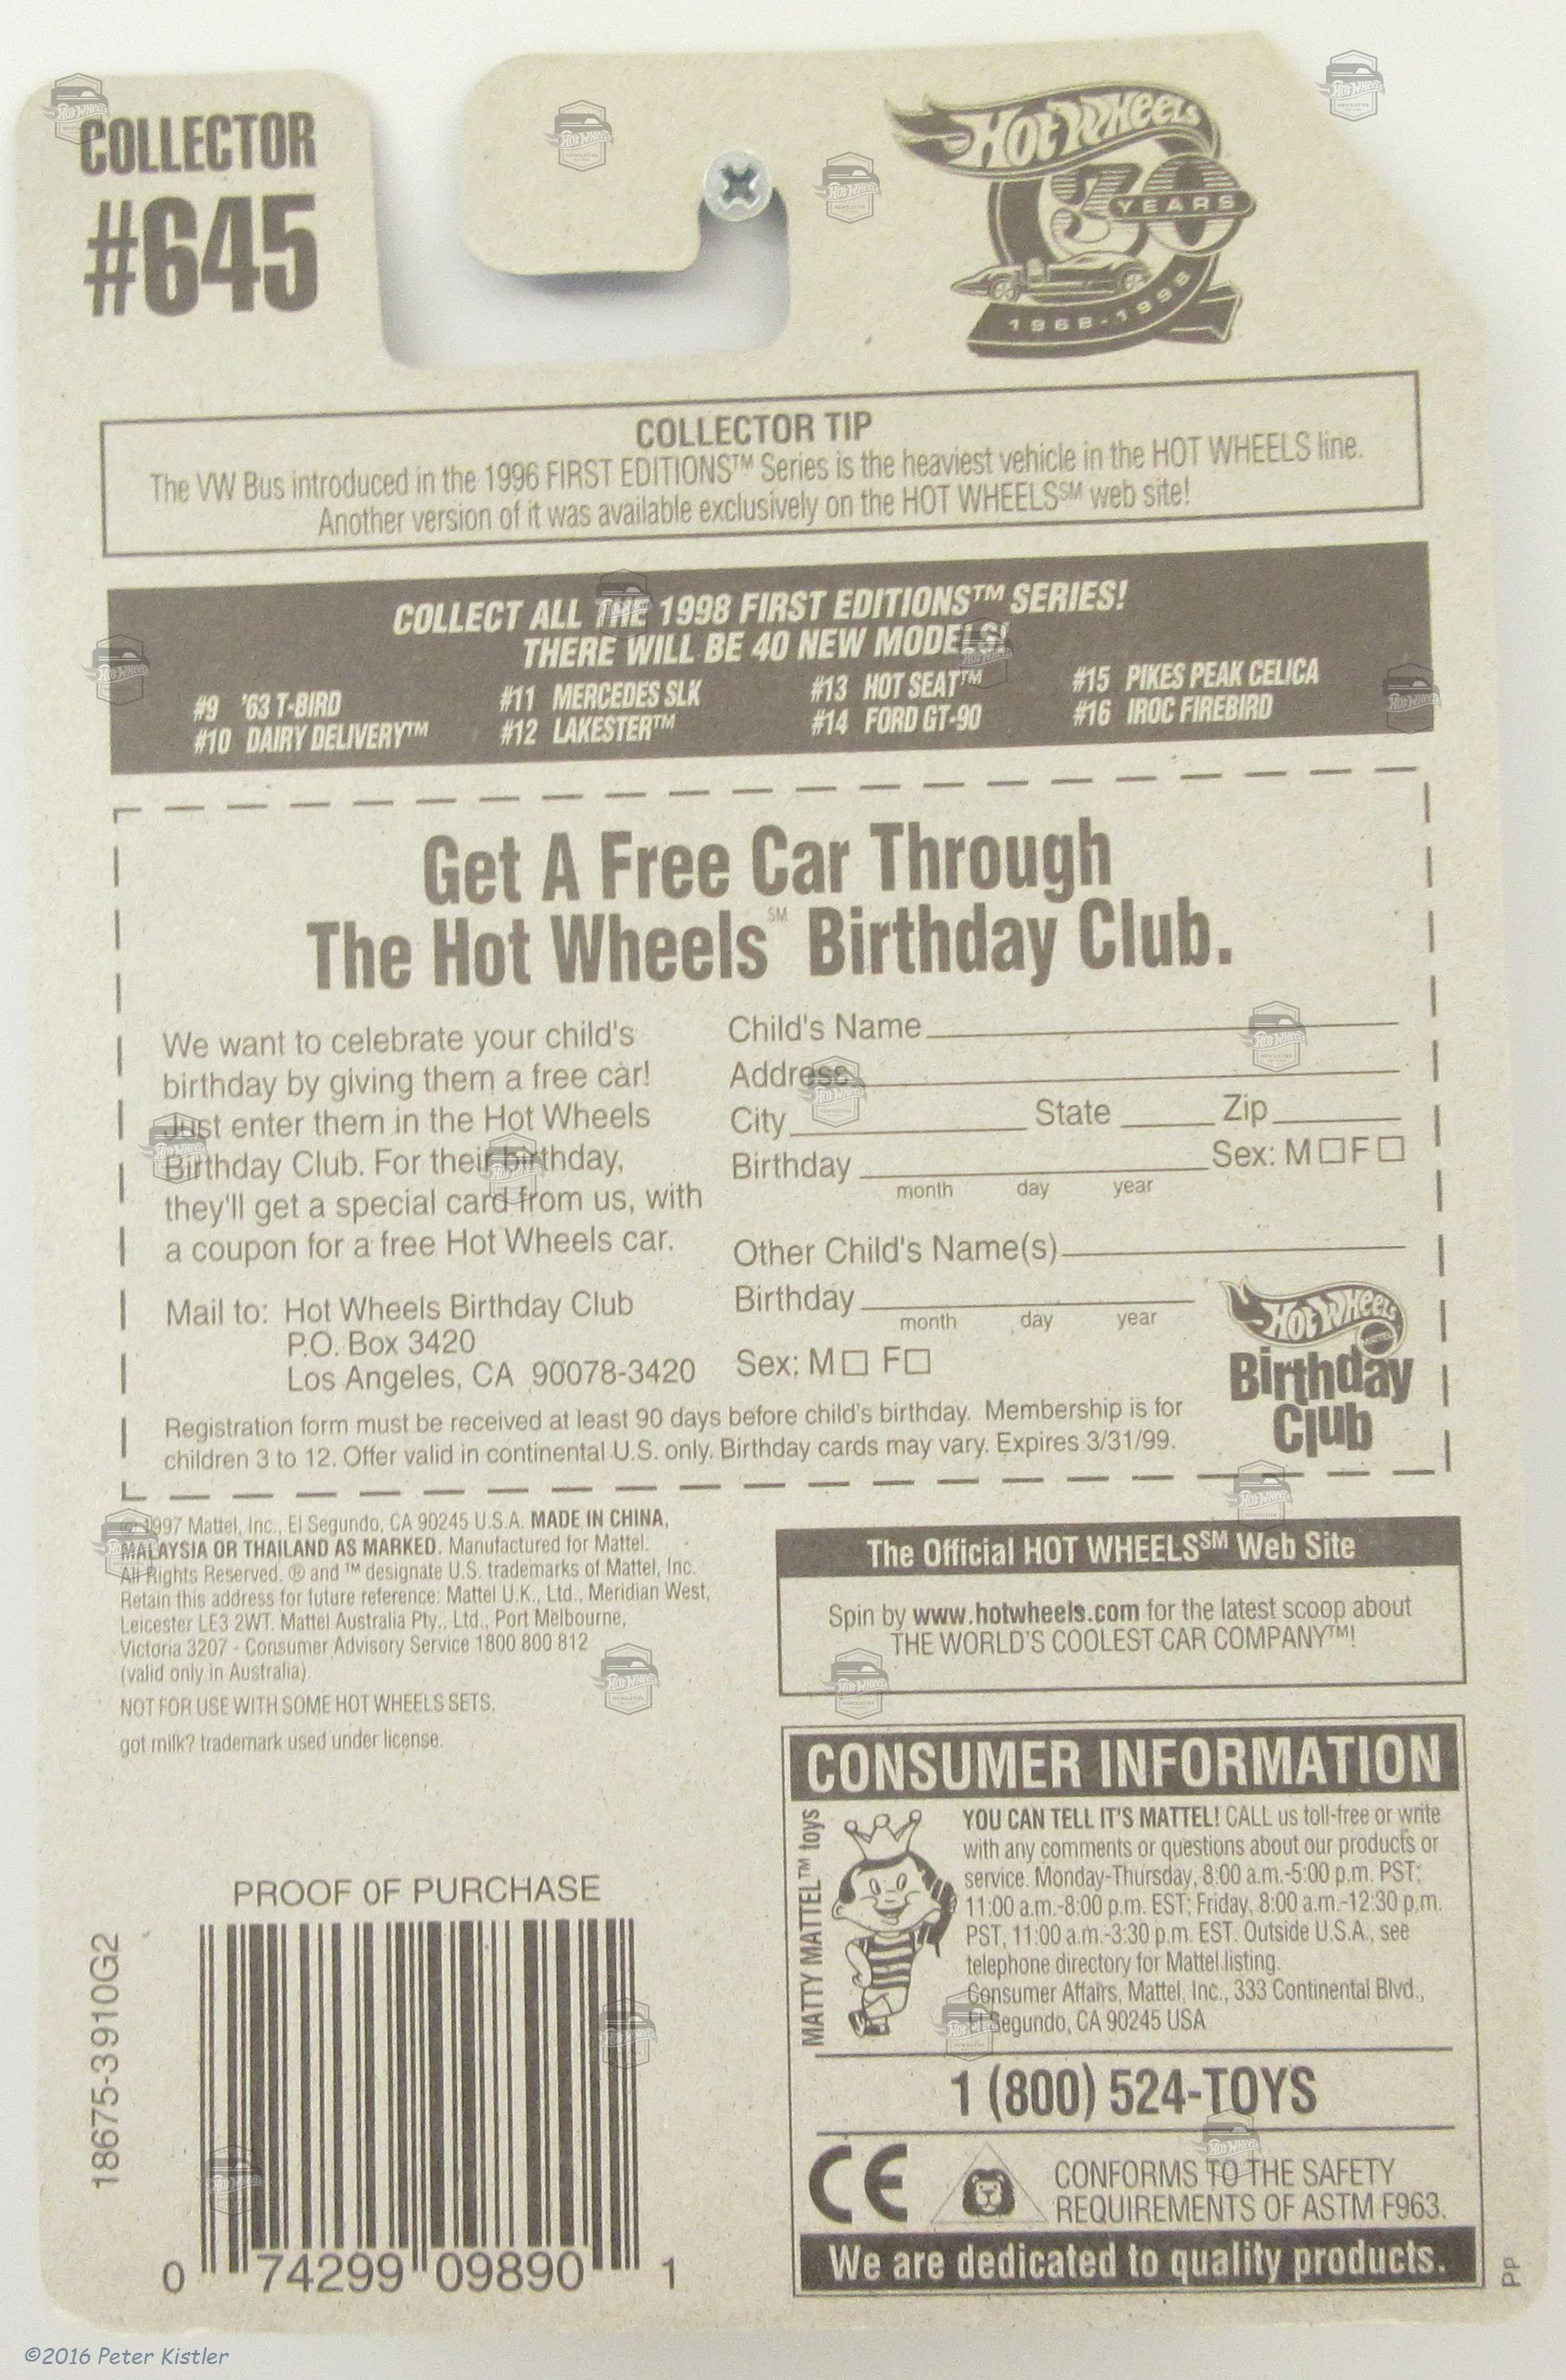 COLLECTOR
#645
HOT WHEELS
30
YEARS
1968-1998
COLLECTOR TIP
The VW Bus introduced in the 1996 FIRST EDITIONS™ Series is the heaviest vehicle in the HOT WHEELS line.
Another version of it was available exclusively on the HOT WHEELS℠ web site!
COLLECT ALL THE 1998 FIRST EDITIONS™ SERIES!
THERE WILL BE 40 NEW MODELS!
#9 '63 T-BIRD
#10 DAIRY DELIVERY™
#11 MERCEDES SLK
#12 LAKESTER™
#13 HOT SEAT™
#14 FORD GT-90
#15 PIKES PEAK CELICA
#16 IROC FIREBIRD
Get A Free Car Through
The Hot Wheels℠ Birthday Club.
We want to celebrate your child's
birthday by giving them a free car!
Just enter them in the Hot Wheels
Birthday Club. For their birthday,
they'll get a special card from us, with
a coupon for a free Hot Wheels car.
Mail to: Hot Wheels Birthday Club
P.O. Box 3420
Los Angeles, CA 90078-3420
Child's Name
Address
City State Zip
Birthday Sex: M F
month day year
Other Child's Name(s)
Birthday
month day year
Sex: M F
HOT WHEELS
Birthday
Club
Registration form must be received at least 90 days before child's birthday. Membership is for
children 3 to 12. Offer valid in continental U.S. only. Birthday cards may vary. Expires 3/31/99.
© 1997 Mattel, Inc., El Segundo, CA 90245 U.S.A. MADE IN CHINA,
MALAYSIA OR THAILAND AS MARKED. Manufactured for Mattel.
All Rights Reserved. ® and ™ designate U.S. trademarks of Mattel, Inc.
Retain this address for future reference: Mattel U.K., Ltd., Meridian West,
Leicester LE3 2WT. Mattel Australia Pty., Ltd., Port Melbourne,
Victoria 3207 - Consumer Advisory Service 1800 800 812
(valid only in Australia).
NOT FOR USE WITH SOME HOT WHEELS SETS.
got milk? trademark used under license.
The Official HOT WHEELS℠ Web Site
Spin by www.hotwheels.com for the latest scoop about
THE WORLD'S COOLEST CAR COMPANY™!
CONSUMER INFORMATION
MATTY MATTEL™ toys
YOU CAN TELL IT'S MATTEL! CALL us toll-free or write
with any comments or questions about our products or
service. Monday-Thursday, 8:00 a.m.-5:00 p.m. PST;
11:00 a.m.-8:00 p.m. EST; Friday, 8:00 a.m.-12:30 p.m.
PST, 11:00 a.m.-3:30 p.m. EST. Outside U.S.A., see
telephone directory for Mattel listing.
Consumer Affairs, Mattel, Inc., 333 Continental Blvd.,
El Segundo, CA 90245 USA
1 (800) 524-TOYS
CE
CONFORMS TO THE SAFETY
REQUIREMENTS OF ASTM F963.
We are dedicated to quality products.
PP
PROOF OF PURCHASE
18675-3910G2
0 74299 09890 1
©2016 Peter Kistler